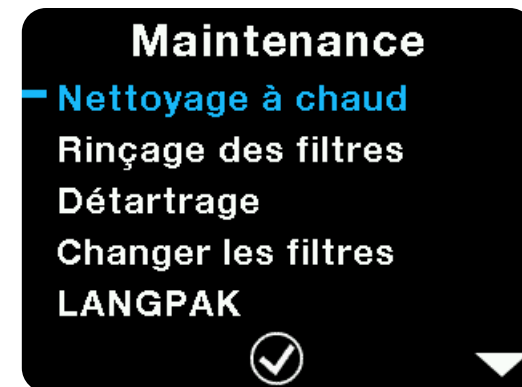 Maintenance
Nettoyage à chaud
Rinçage des filtres
Détartrage
Changer les filtres
LANGPAK